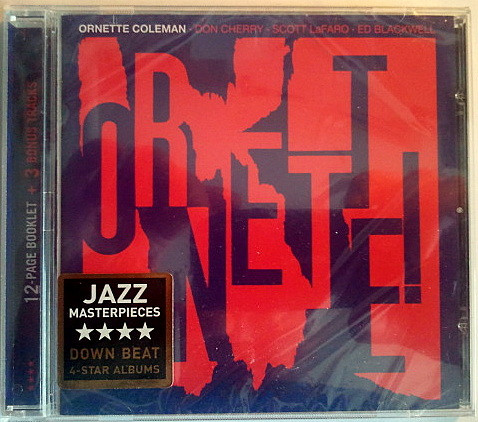 ORNETTE COLEMAN · DON CHERRY · SCOTT LaFARO · ED BLACKWELL
ORNETTE!
12-PAGE BOOKLET + 3 BONUS TRACKS
JAZZ
MASTERPIECES
★★★★
DOWN BEAT
4-STAR ALBUMS